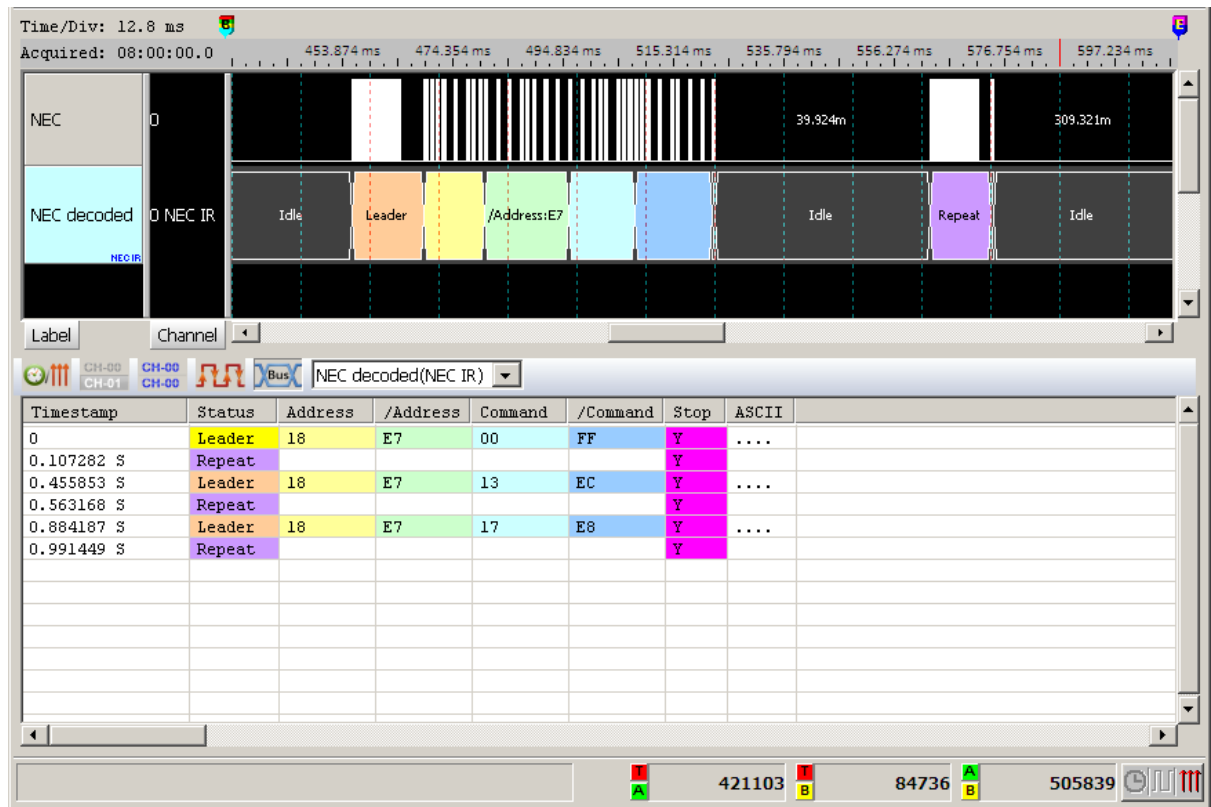 Time/Div: 12.8 ms B E
Acquired: 08:00:00.0 453.874 ms 474.354 ms 494.834 ms 515.314 ms 535.794 ms 556.274 ms 576.754 ms 597.234 ms
NEC 0 39.924m 309.321m
NEC decoded 0 NEC IR Idle Leader /Address:E7 Idle Repeat Idle
NEC IR
Label Channel
CH-00 CH-01 CH-00 CH-00 Bus NEC decoded(NEC IR)
Timestamp Status Address /Address Command /Command Stop ASCII
0 Leader 18 E7 00 FF Y ....
0.107282 S Repeat Y
0.455853 S Leader 18 E7 13 EC Y ....
0.563168 S Repeat Y
0.884187 S Leader 18 E7 17 E8 Y ....
0.991449 S Repeat Y
T A 421103 T B 84736 A B 505839